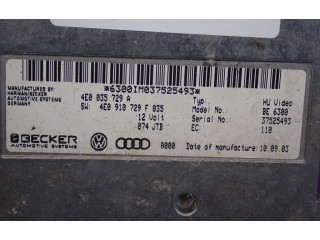 *6300IM037525493*
MANUFACTURED BY:
HARMAN/BECKER
AUTOMOTIVE SYSTEMS
GERMANY
4E0 035 729 A
SW: 4E0 910 729 F 035
12 Volt
074 JTB
Typ: HU Video
Model No.: BE 6300
Serial No.: 37525493
EC: 110
BECKER
AUTOMOTIVE SYSTEMS
0000
Date of manufacture: 10.09.03